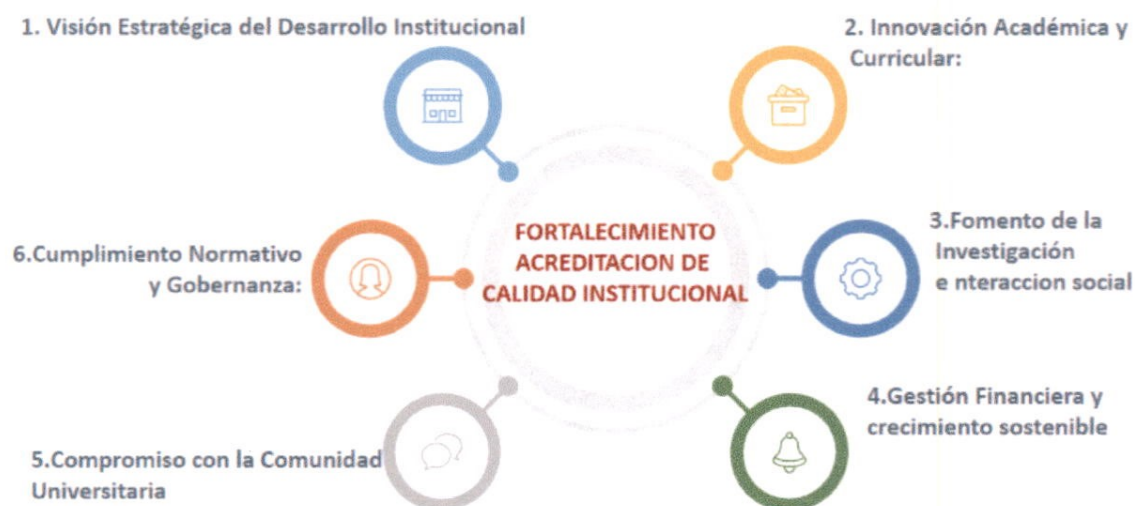 1. Visión Estratégica del Desarrollo Institucional
2. Innovación Académica y
Curricular:
FORTALECIMIENTO
ACREDITACION DE
CALIDAD INSTITUCIONAL
3.Fomento de la
Investigación
e nteraccion social
4.Gestión Financiera y
crecimiento sostenible
5.Compromiso con la Comunidad
Universitaria
6.Cumplimiento Normativo
y Gobernanza: